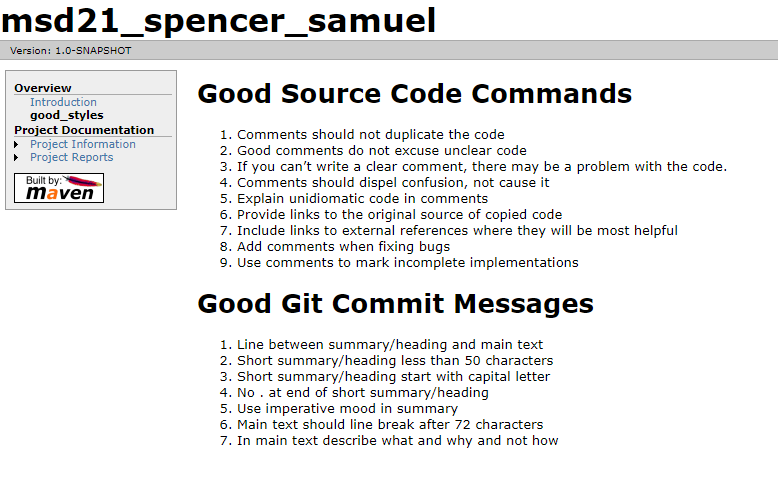 msd21_spencer_samuel
Version: 1.0-SNAPSHOT
Overview
Introduction
good_styles
Project Documentation
Project Information
Project Reports
Built by:
maven
Good Source Code Commands
1. Comments should not duplicate the code
2. Good comments do not excuse unclear code
3. If you can’t write a clear comment, there may be a problem with the code.
4. Comments should dispel confusion, not cause it
5. Explain unidiomatic code in comments
6. Provide links to the original source of copied code
7. Include links to external references where they will be most helpful
8. Add comments when fixing bugs
9. Use comments to mark incomplete implementations
Good Git Commit Messages
1. Line between summary/heading and main text
2. Short summary/heading less than 50 characters
3. Short summary/heading start with capital letter
4. No . at end of short summary/heading
5. Use imperative mood in summary
6. Main text should line break after 72 characters
7. In main text describe what and why and not how